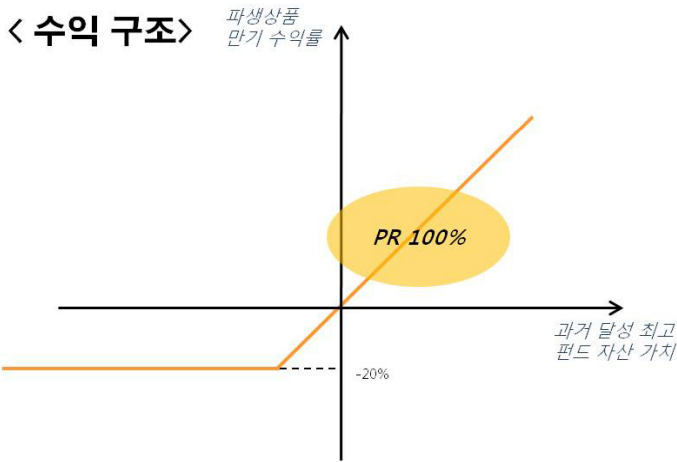 < 수익 구조>
파생상품
만기 수익률
PR 100%
과거 달성 최고
펀드 자산 가치
-20%